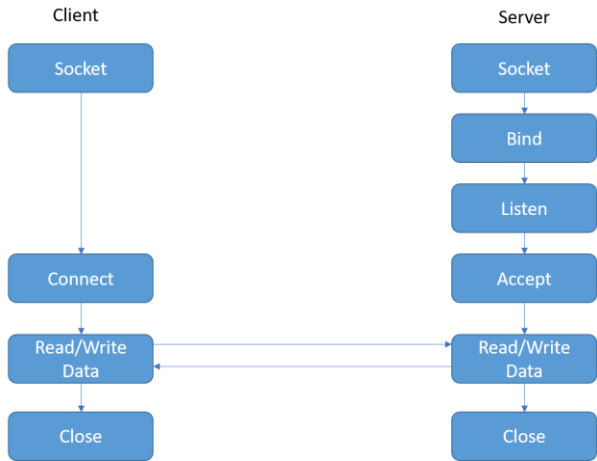 Client
Server
Socket
Socket
Bind
Listen
Connect
Accept
Read/Write
Data
Read/Write
Data
Close
Close